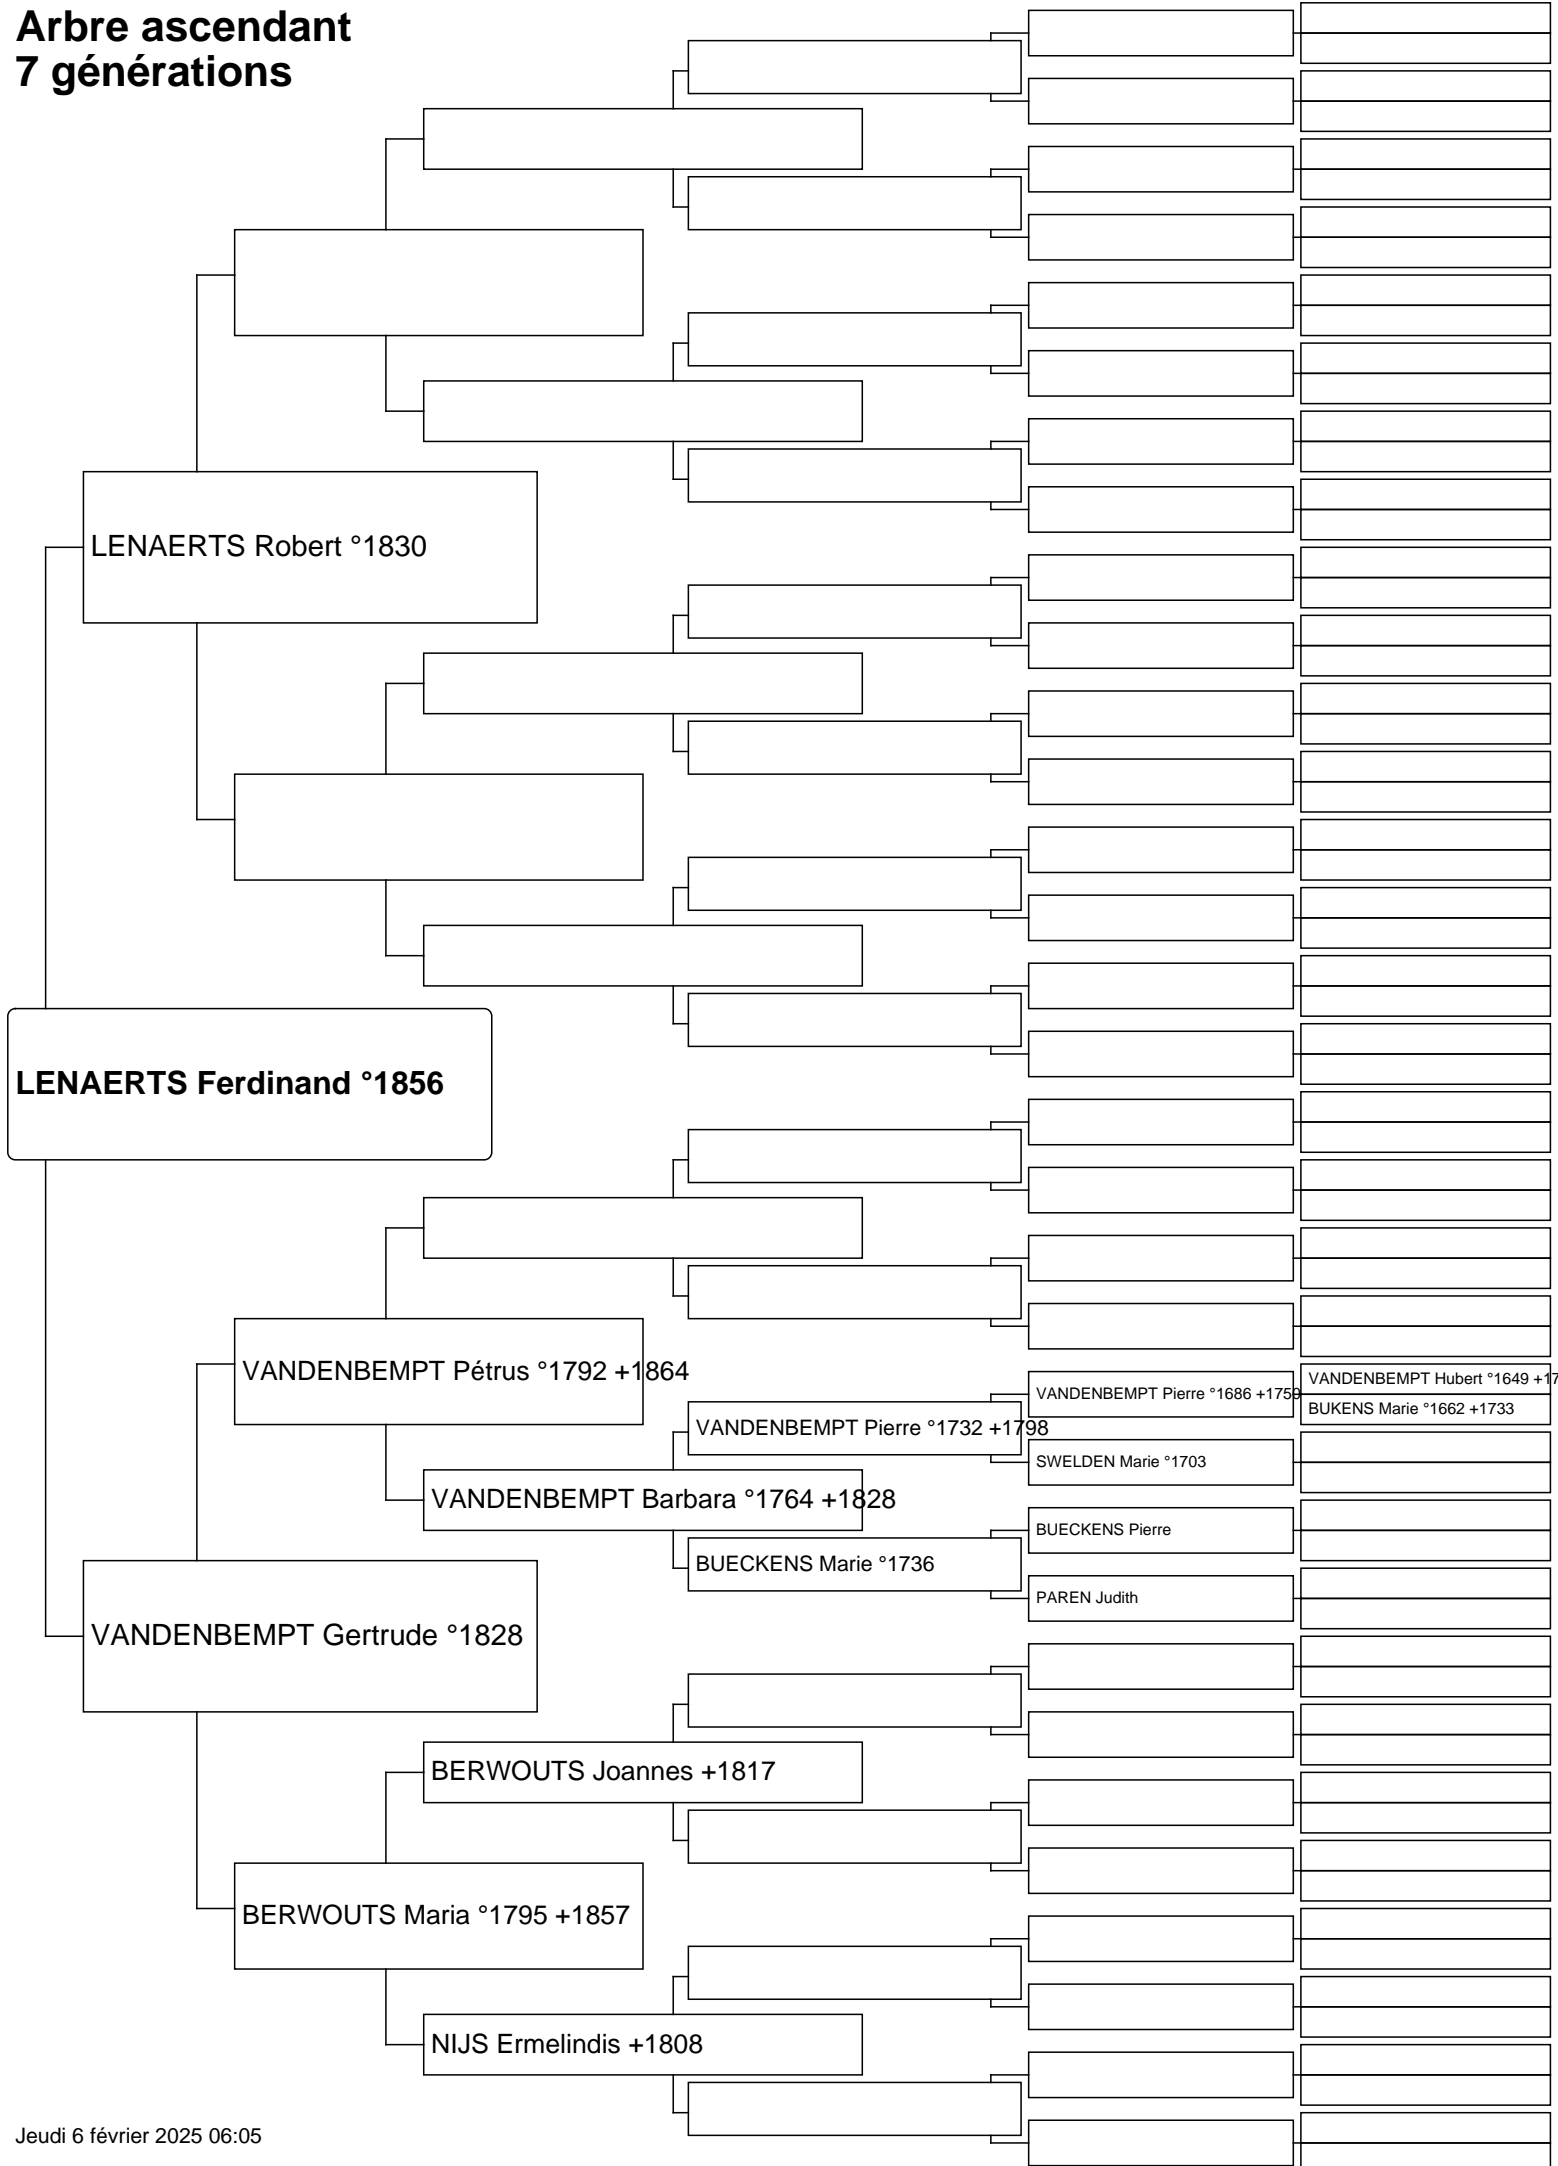 Arbre ascendant
7 générations
LENAERTS Robert °1830
LENAERTS Ferdinand °1856
VANDENBEMPT Pétrus °1792 +1864
VANDENBEMPT Pierre °1686 +1750
VANDENBEMPT Hubert °1649 +17
BUKENS Marie °1662 +1733
VANDENBEMPT Pierre °1732 +1798
SWELDEN Marie °1703
VANDENBEMPT Barbara °1764 +1828
BUECKENS Pierre
BUECKENS Marie °1736
PAREN Judith
VANDENBEMPT Gertrude °1828
BERWOUTS Joannes +1817
BERWOUTS Maria °1795 +1857
NIJS Ermelindis +1808
Jeudi 6 février 2025 06:05